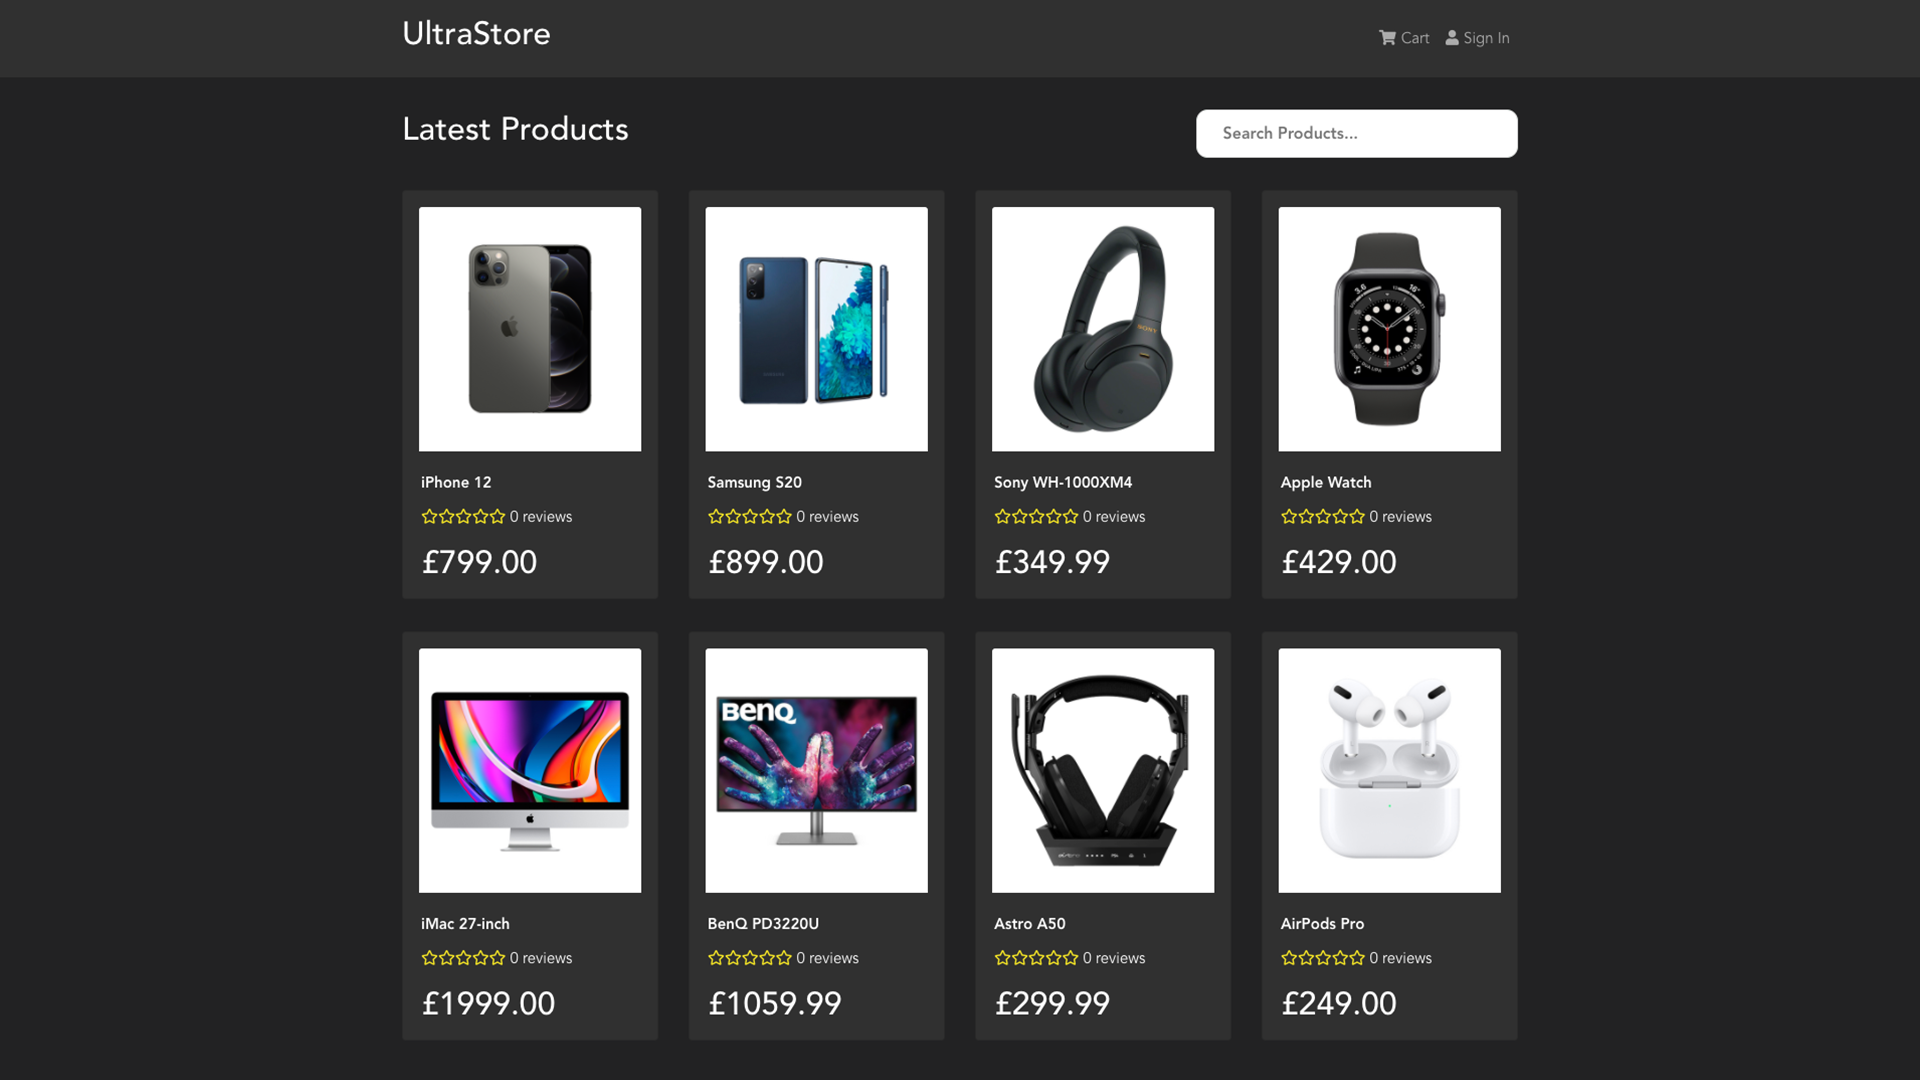 UltraStore
Cart
Sign In
Latest Products
Search Products...
SONY
SAMSUNG
iPhone 12
0 reviews
£799.00
Samsung S20
0 reviews
£899.00
Sony WH-1000XM4
0 reviews
£349.99
Apple Watch
0 reviews
£429.00
BenQ
iMac 27-inch
0 reviews
£1999.00
BenQ PD3220U
0 reviews
£1059.99
Astro A50
0 reviews
£299.99
AirPods Pro
0 reviews
£249.00